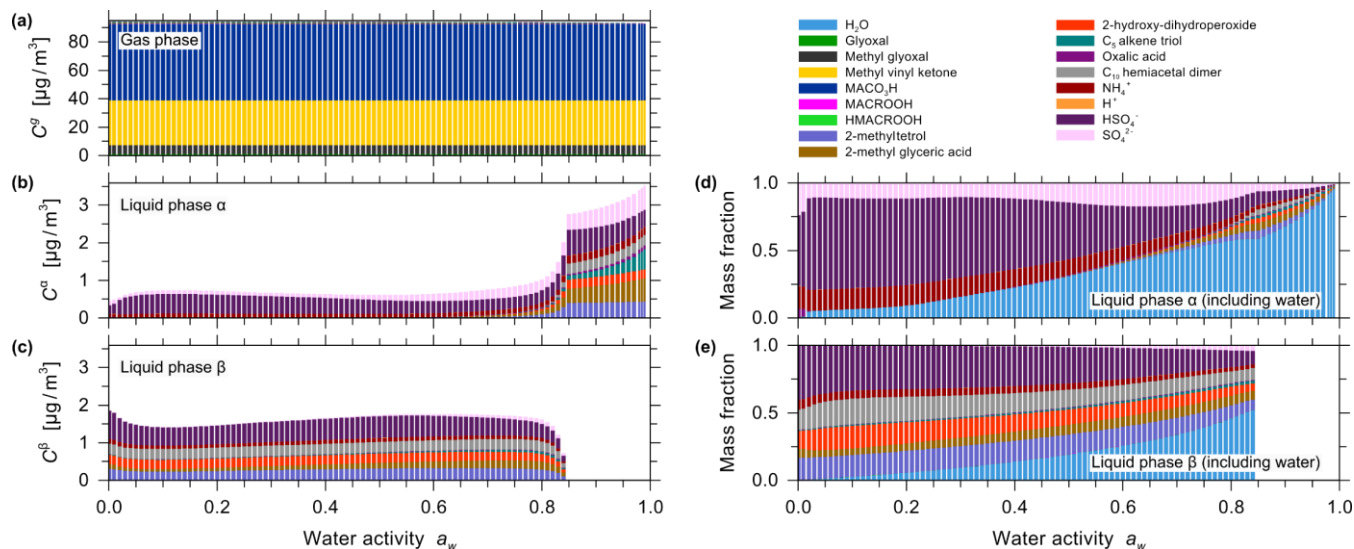 (a)
Gas phase
C^g [µg/m³]
80
60
40
20
0
H₂O
Glyoxal
Methyl glyoxal
Methyl vinyl ketone
MACO₃H
MACROOH
HMACROOH
2-methyltetrol
2-methyl glyceric acid
2-hydroxy-dihydroperoxide
C₅ alkene triol
Oxalic acid
C₁₀ hemiacetal dimer
NH₄⁺
H⁺
HSO₄⁻
SO₄²⁻
(b)
Liquid phase α
C^α [µg/m³]
3
2
1
0
(c)
Liquid phase β
C^β [µg/m³]
3
2
1
0
0.0 0.2 0.4 0.6 0.8 1.0
Water activity a_w
(d)
Mass fraction
1.0
0.5
0.0
Liquid phase α (including water)
(e)
Mass fraction
1.0
0.5
0.0
Liquid phase β (including water)
0.0 0.2 0.4 0.6 0.8 1.0
Water activity a_w